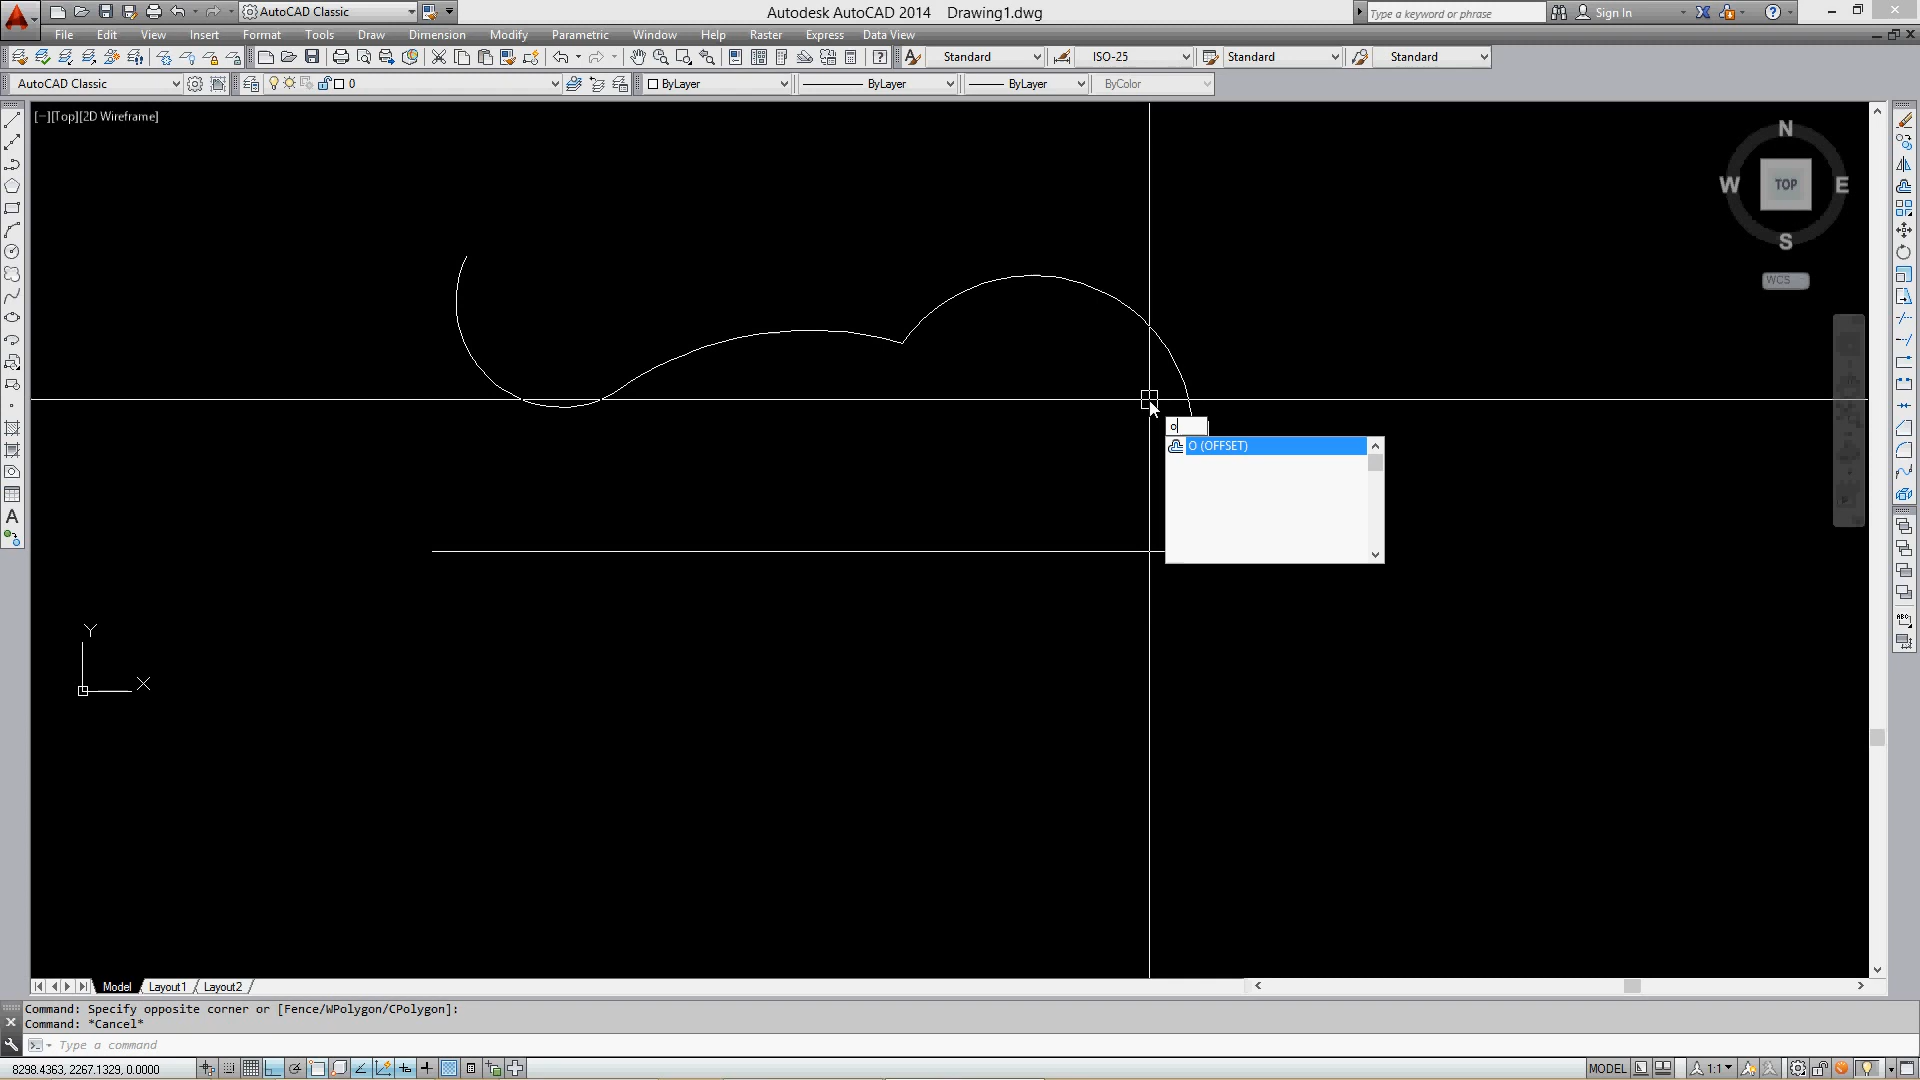 AutoCAD Classic
Autodesk AutoCAD 2014 Drawing1.dwg
Type a keyword or phrase
Sign In
File Edit View Insert Format Tools Draw Dimension Modify Parametric Window Help Raster Express Data View
Standard ISO-25 Standard Standard
AutoCAD Classic 0 ByLayer ByLayer ByLayer ByColor
[−][Top][2D Wireframe]
N
W TOP E
S
WCS
o
O (OFFSET)
A
ABC
Y
X
Model Layout1 Layout2
Command: Specify opposite corner or [Fence/WPolygon/CPolygon]:
Command: *Cancel*
Type a command
8298.4363, 2267.1329, 0.0000 MODEL 1:1